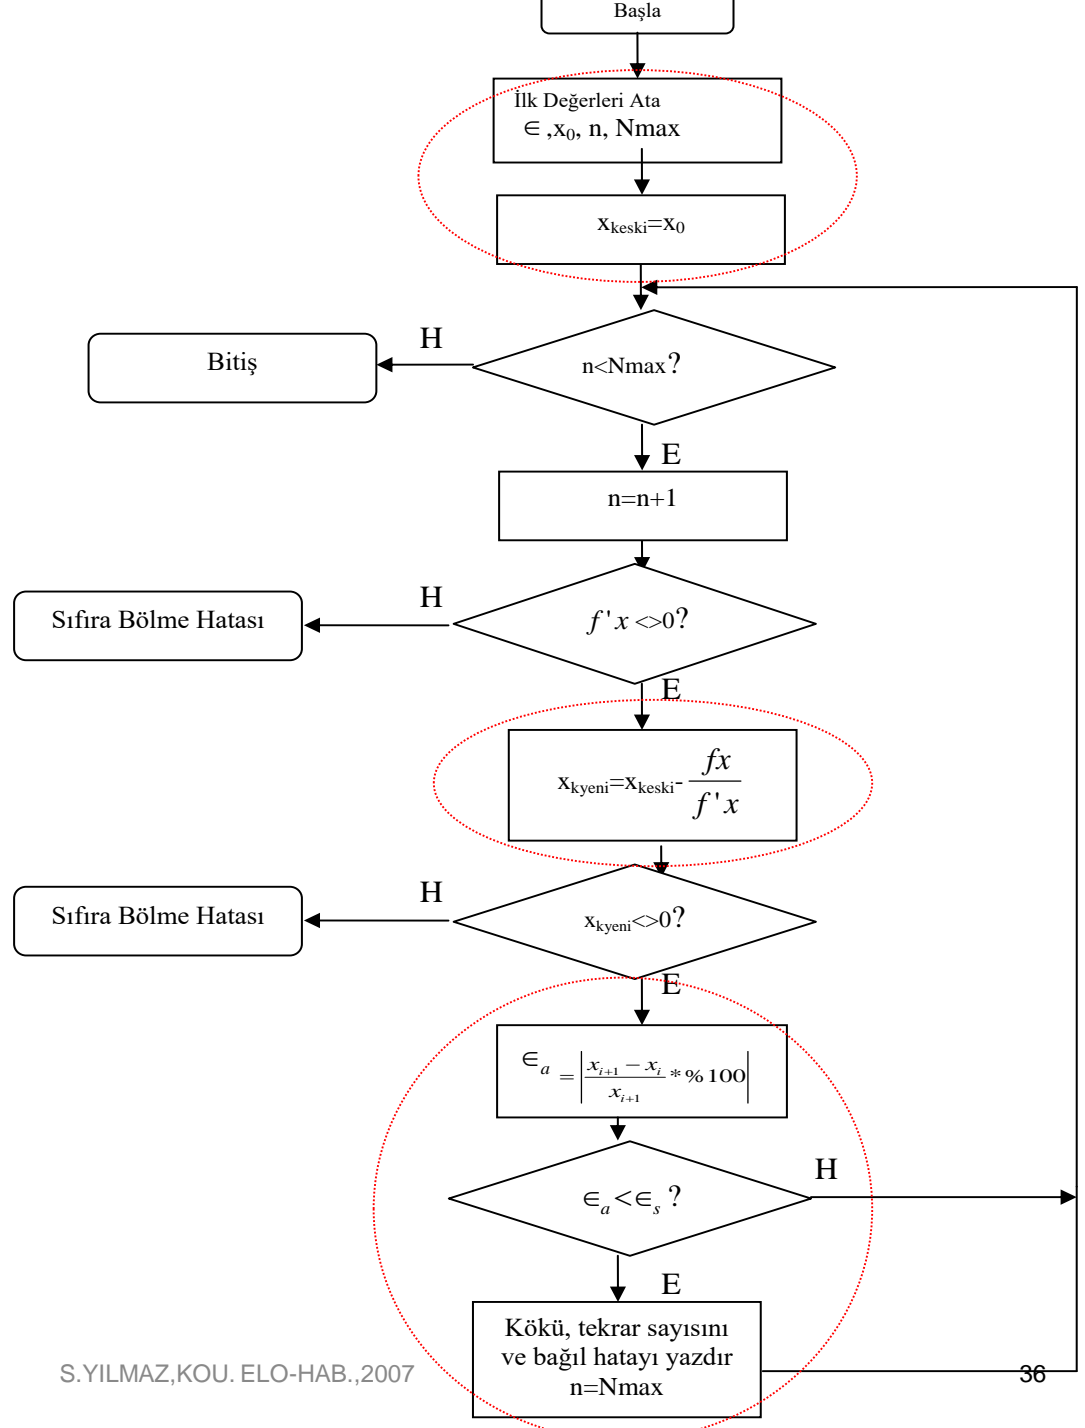 Başla
İlk Değerleri Ata
∈ ,x₀, n, Nmax
xkeski=x₀
H
n<Nmax?
Bitiş
E
n=n+1
H
f ' x <>0?
Sıfıra Bölme Hatası
E
xkyeni=xkeski- fx / f ' x
H
xkyeni<>0?
Sıfıra Bölme Hatası
E
∈a = |(xi+1 − xi) / xi+1 * % 100|
H
∈a <∈s ?
E
Kökü, tekrar sayısını
ve bağıl hatayı yazdır
n=Nmax
S.YILMAZ,KOU. ELO-HAB.,2007
36